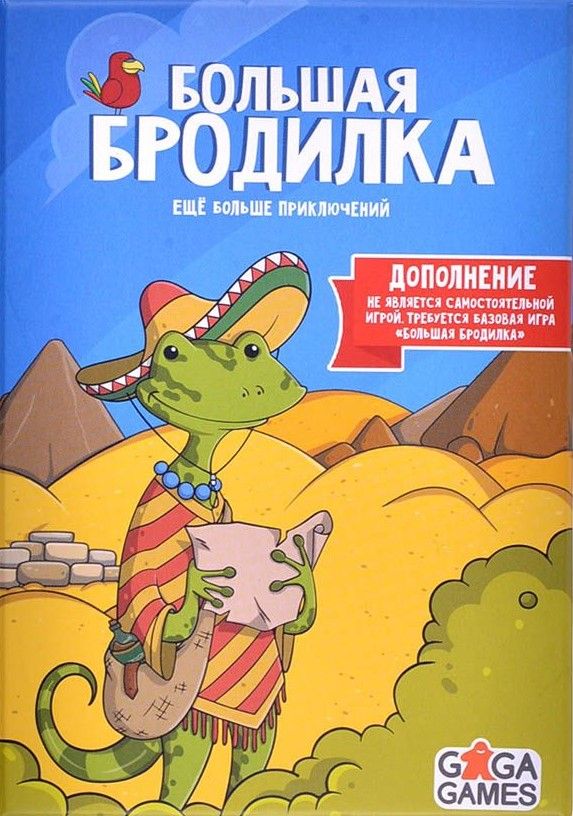 БОЛЬШАЯ
БРОДИЛКА
ЕЩЁ БОЛЬШЕ ПРИКЛЮЧЕНИЙ
ДОПОЛНЕНИЕ
НЕ ЯВЛЯЕТСЯ САМОСТОЯТЕЛЬНОЙ
ИГРОЙ. ТРЕБУЕТСЯ БАЗОВАЯ ИГРА
«БОЛЬШАЯ БРОДИЛКА»
GAGA
GAMES